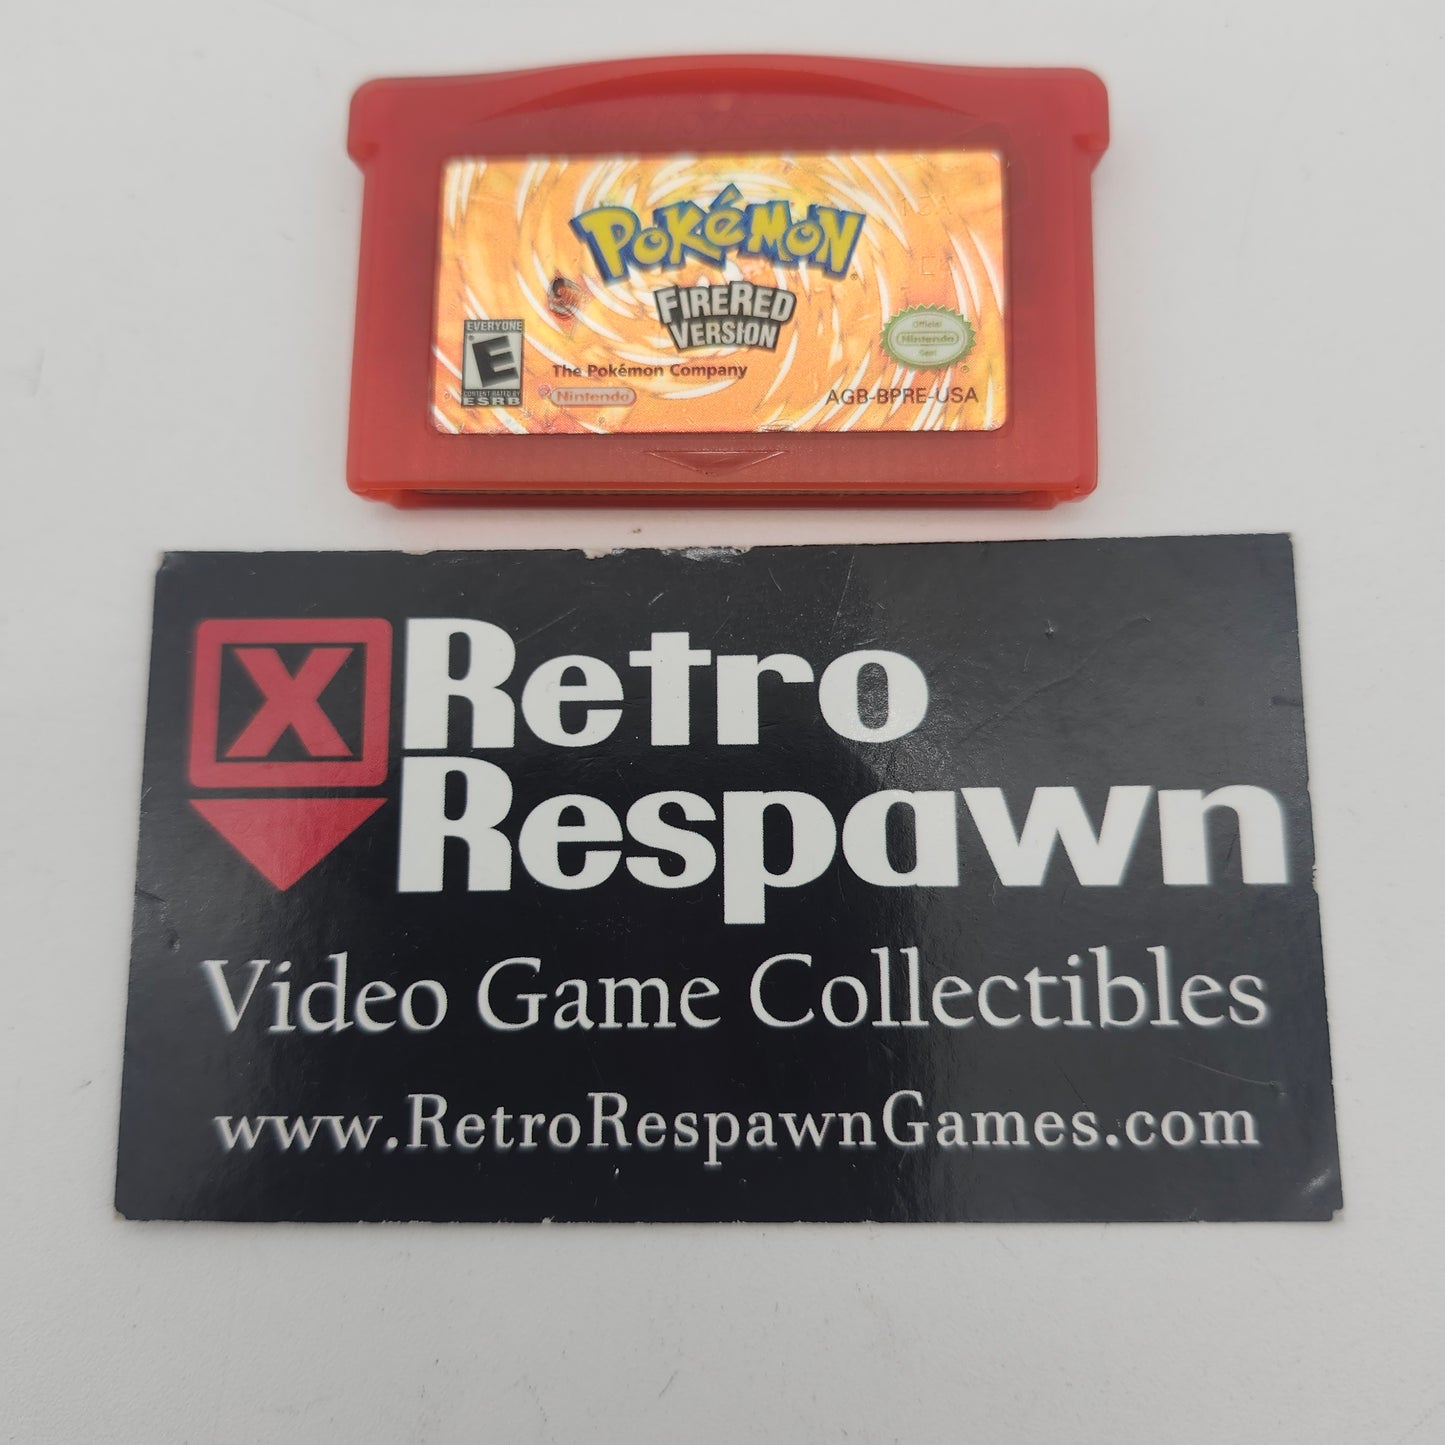 POKéMON
FIRERED
VERSION
EVERYONE
E
CONTENT RATED BY
ESRB
The Pokémon Company
Nintendo
Official
Nintendo
Seal
AGB-BPRE-USA
X
Retro
Respawn
Video Game Collectibles
www.RetroRespawnGames.com